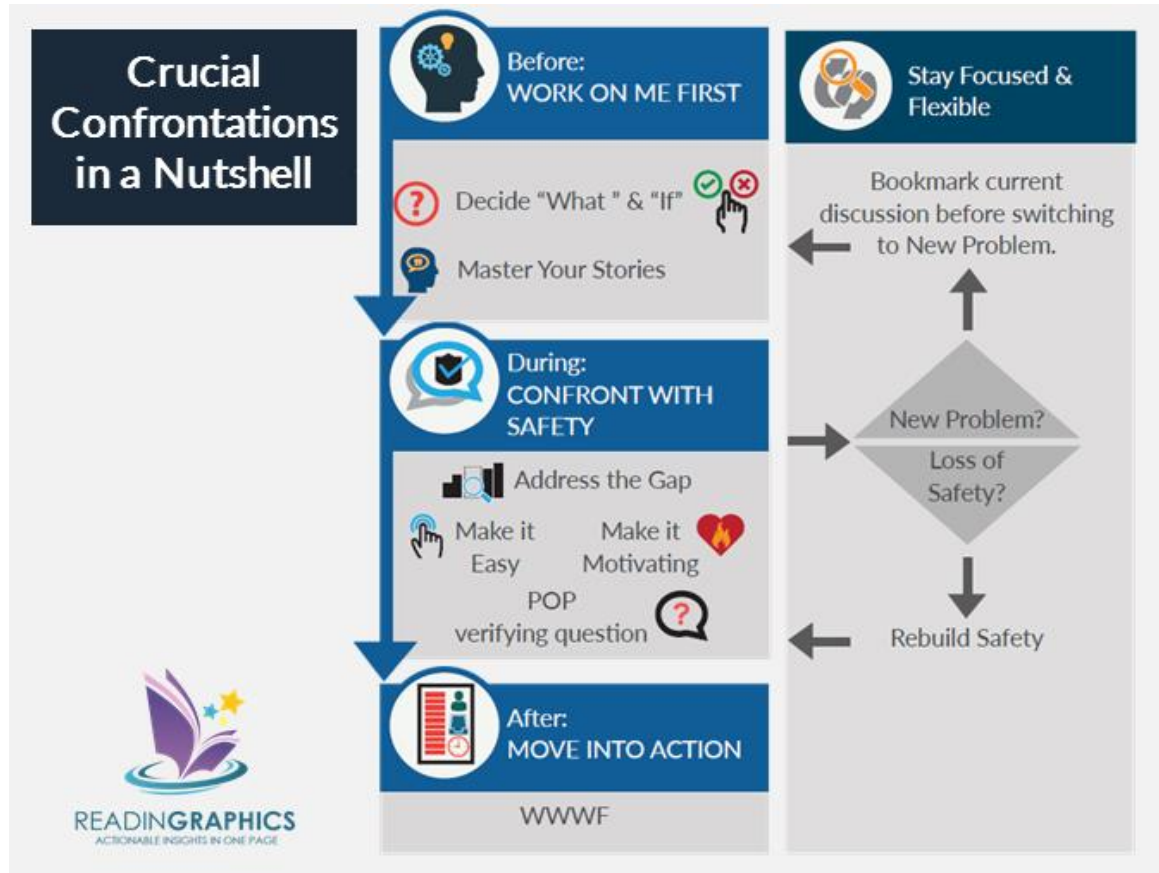 Crucial
Confrontations
in a Nutshell
Before:
WORK ON ME FIRST
Decide “What ” & “If”
Master Your Stories
During:
CONFRONT WITH
SAFETY
Address the Gap
Make it
Easy
Make it
Motivating
POP
verifying question
After:
MOVE INTO ACTION
WWWF
Stay Focused &
Flexible
Bookmark current
discussion before switching
to New Problem.
New Problem?
Loss of
Safety?
Rebuild Safety
READINGRAPHICS
ACTIONABLE INSIGHTS IN ONE PAGE